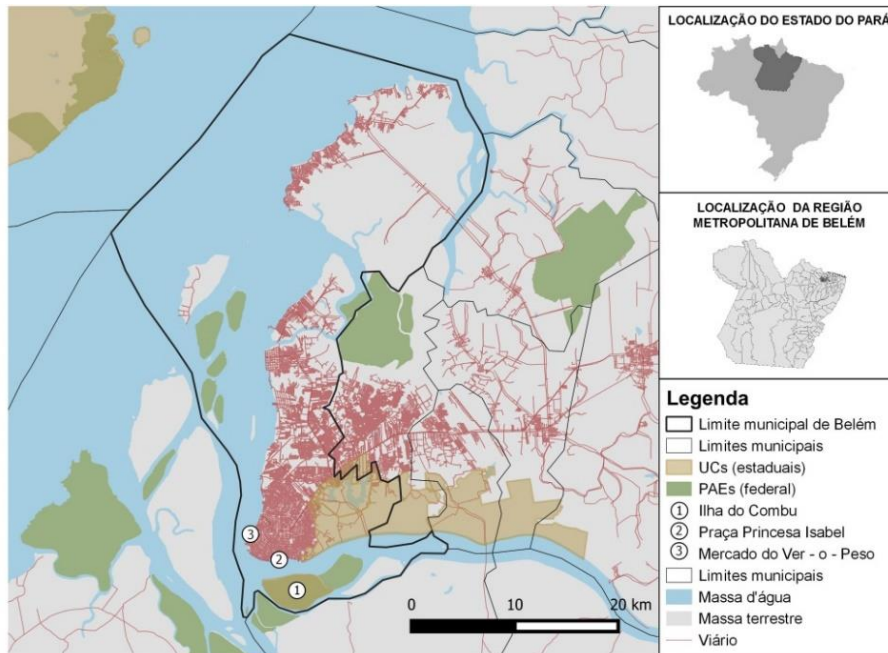 LOCALIZAÇÃO DO ESTADO DO PARÁ
LOCALIZAÇÃO DA REGIÃO
METROPOLITANA DE BELÉM
3
2
1
0 10 20 km
Legenda
Limite municipal de Belém
Limites municipais
UCs (estaduais)
PAEs (federal)
1 Ilha do Combu
2 Praça Princesa Isabel
3 Mercado do Ver - o - Peso
Limites municipais
Massa d'água
Massa terrestre
Viário